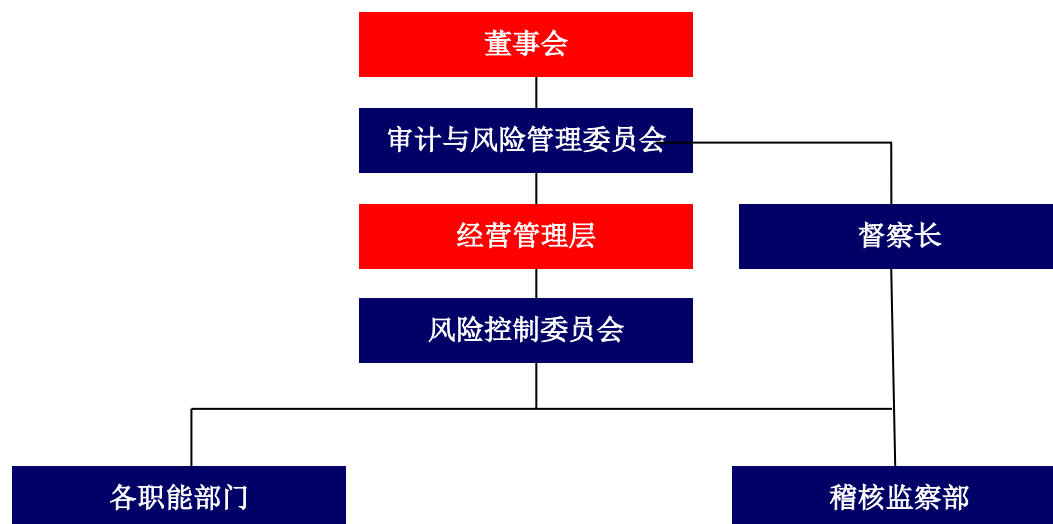 董事会
审计与风险管理委员会
经营管理层
督察长
风险控制委员会
各职能部门
稽核监察部